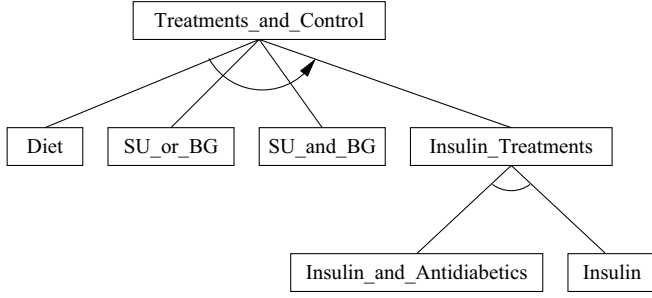 Treatments_and_Control
Diet
SU_or_BG
SU_and_BG
Insulin_Treatments
Insulin_and_Antidiabetics
Insulin